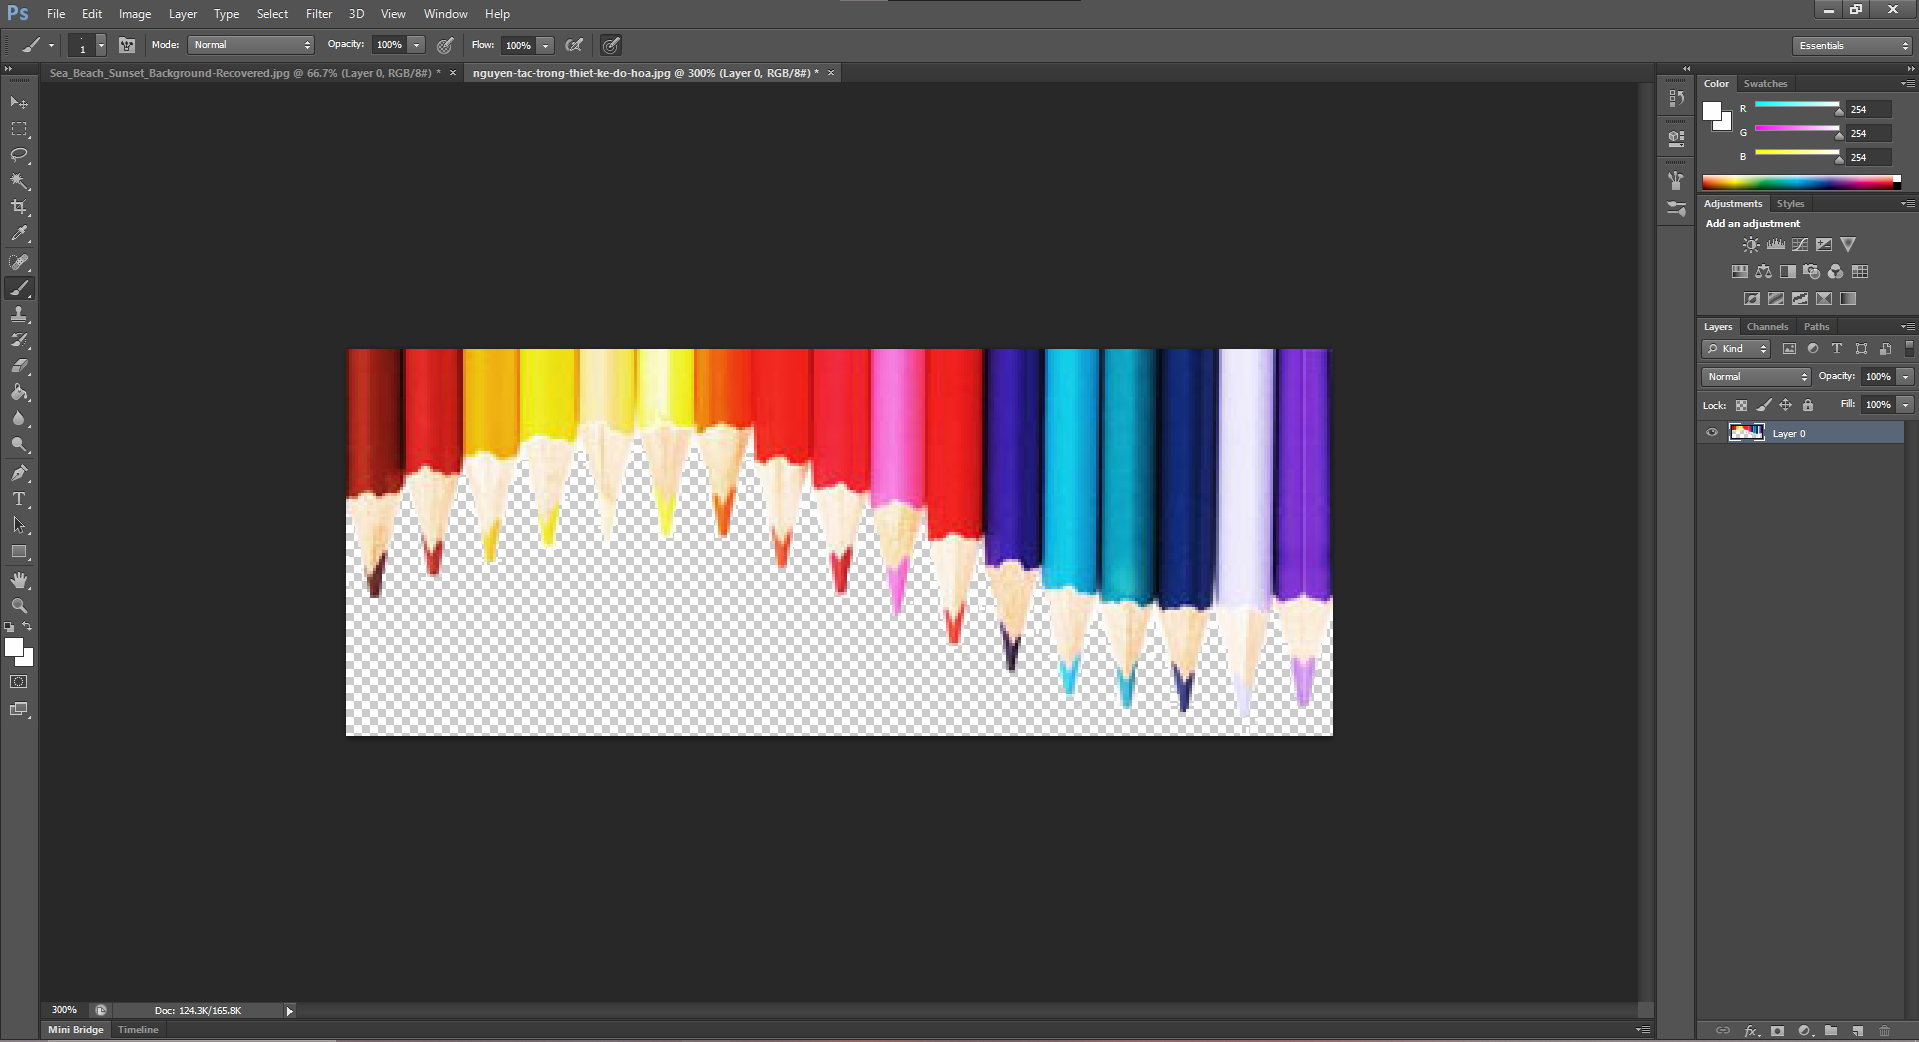 Ps File Edit Image Layer Type Select Filter 3D View Window Help
1 Mode: Normal Opacity: 100% Flow: 100% Essentials
Sea_Beach_Sunset_Background-Recovered.jpg @ 66.7% (Layer 0, RGB/8#) * × nguyen-tac-trong-thiet-ke-do-hoa.jpg @ 300% (Layer 0, RGB/8#) * ×
Color Swatches
R 254
G 254
B 254
Adjustments Styles
Add an adjustment
Layers Channels Paths
Kind
Normal Opacity: 100%
Lock: Fill: 100%
Layer 0
300% Doc: 124.3K/165.8K
Mini Bridge Timeline